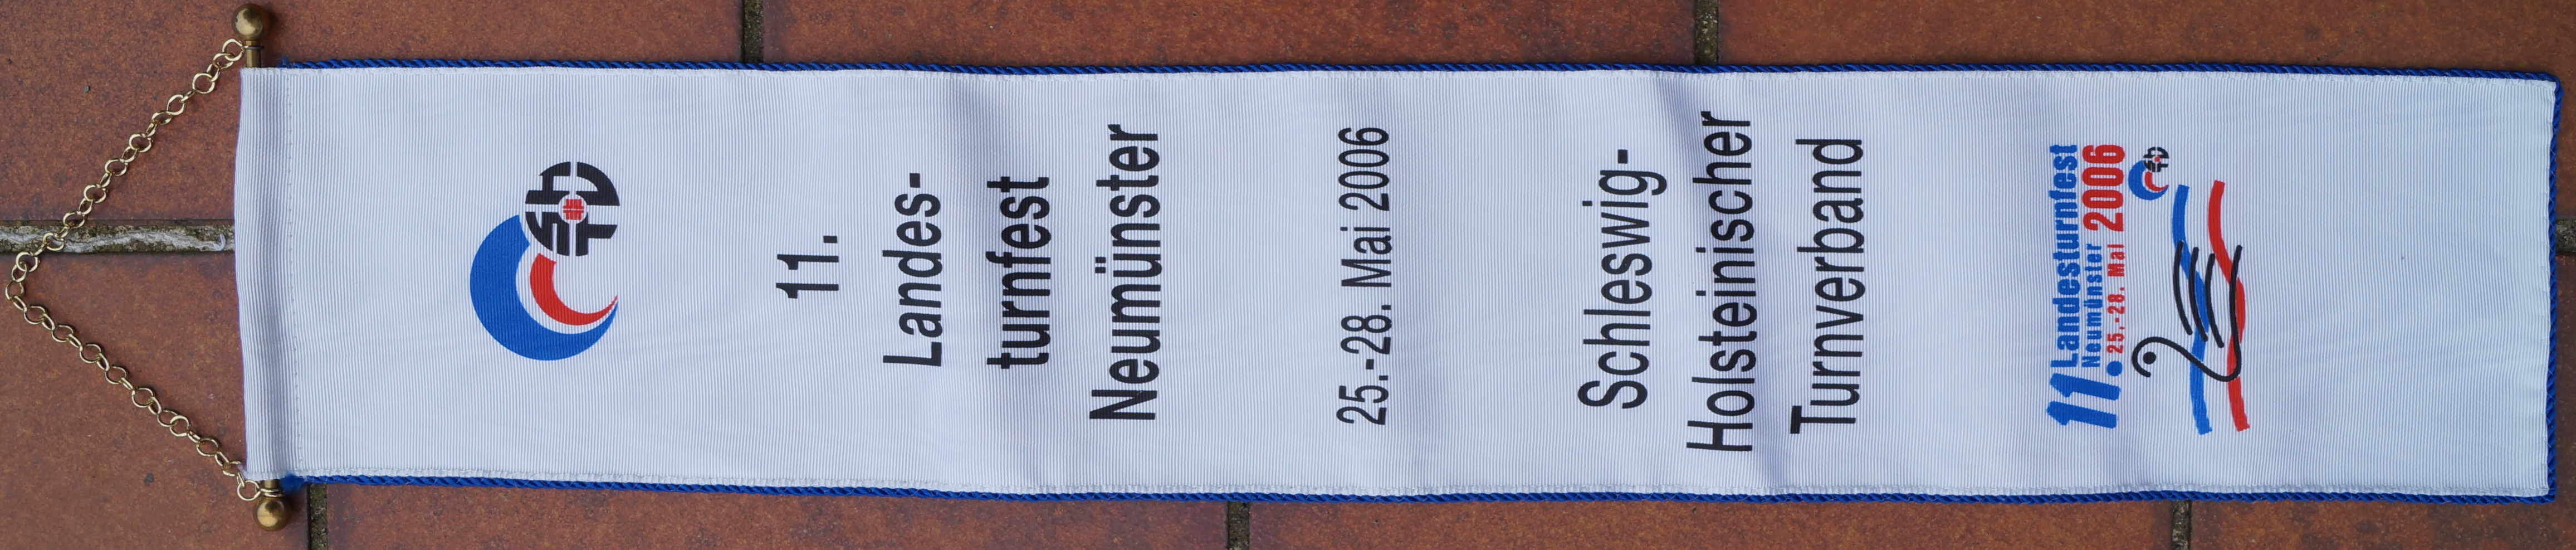 11.
Landes-
turnfest
Neumünster
25.-28. Mai 2006
Schleswig-
Holsteinischer
Turnverband
11. Landesturnfest
Neumünster
25.-28. Mai 2006